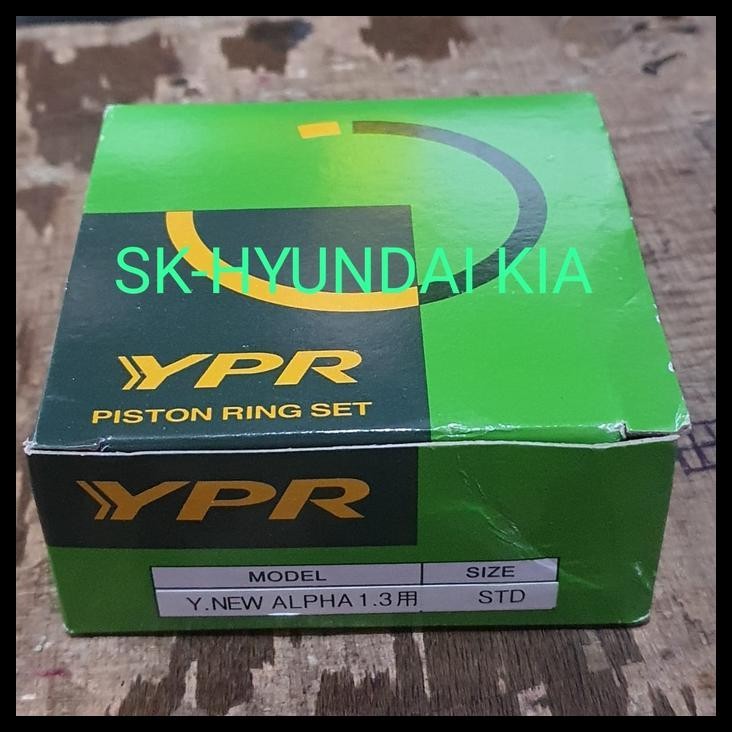 SK-HYUNDAI KIA
YPR
PISTON RING SET
YPR
MODEL SIZE
Y.NEW ALPHA 1.3用 STD